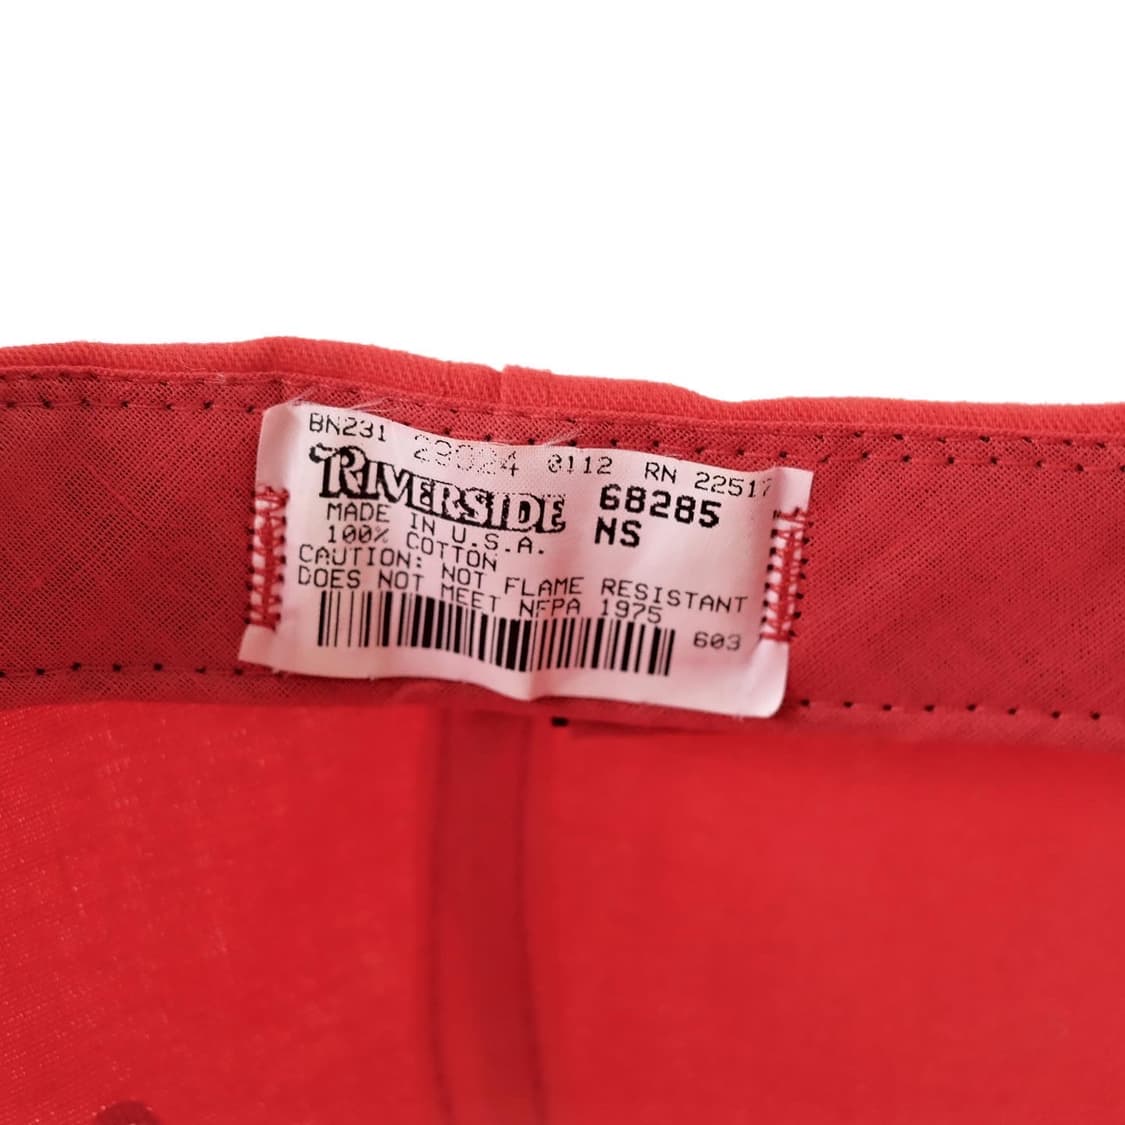 BN231 29024 0112 RN 22517
RIVERSIDE 68285
MADE IN U.S.A. NS
100% COTTON
CAUTION: NOT FLAME RESISTANT
DOES NOT MEET NFPA 1975
603